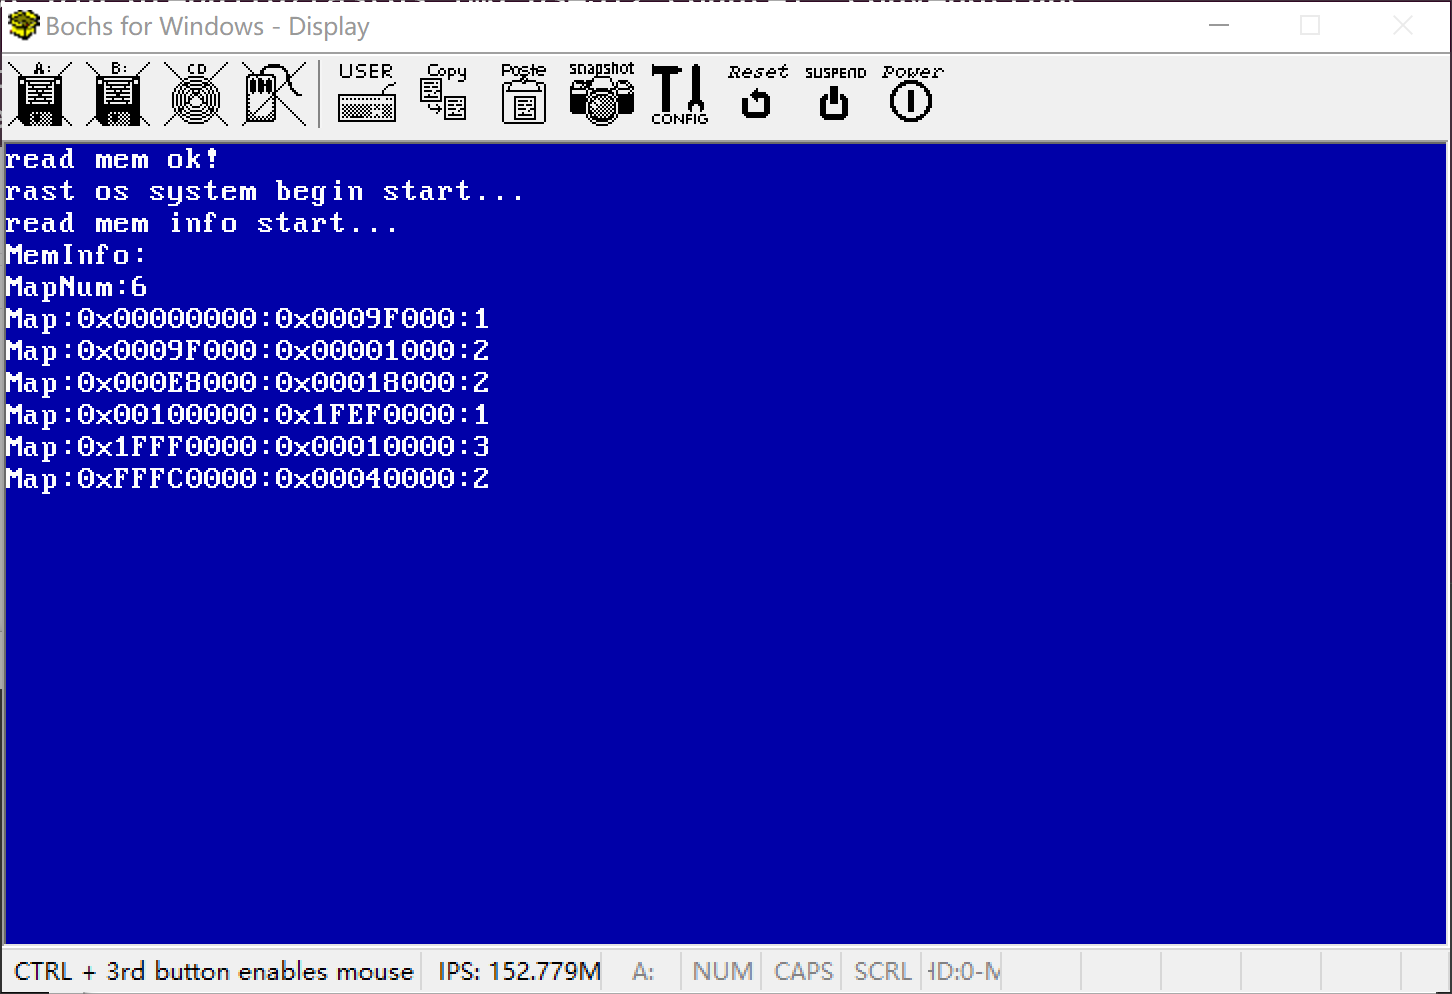 Bochs for Windows - Display
A: B: CD USER Copy Paste snapshot CONFIG Reset SUSPEND Power
read mem ok!
rast os system begin start...
read mem info start...
MemInfo:
MapNum:6
Map:0x00000000:0x0009F000:1
Map:0x0009F000:0x00001000:2
Map:0x000E8000:0x00018000:2
Map:0x00100000:0x1FEF0000:1
Map:0x1FFF0000:0x00010000:3
Map:0xFFFC0000:0x00040000:2
CTRL + 3rd button enables mouse IPS: 152.779M A: NUM CAPS SCRL HD:0-M